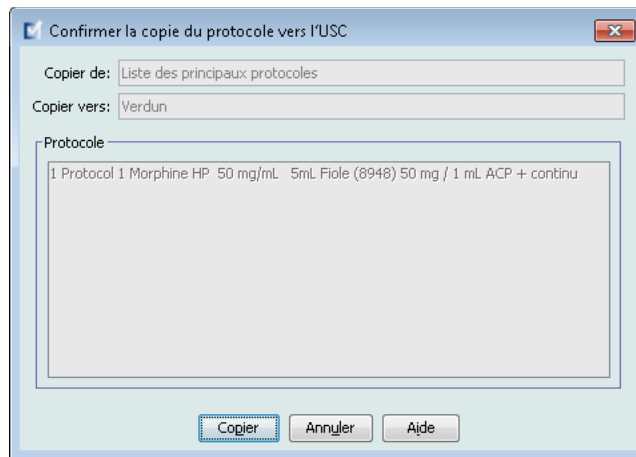 Confirmer la copie du protocole vers l'USC
Copier de: Liste des principaux protocoles
Copier vers: Verdun
Protocole
1 Protocol 1 Morphine HP 50 mg/mL 5mL Fiole (8948) 50 mg / 1 mL ACP + continu
Copier Annuler Aide